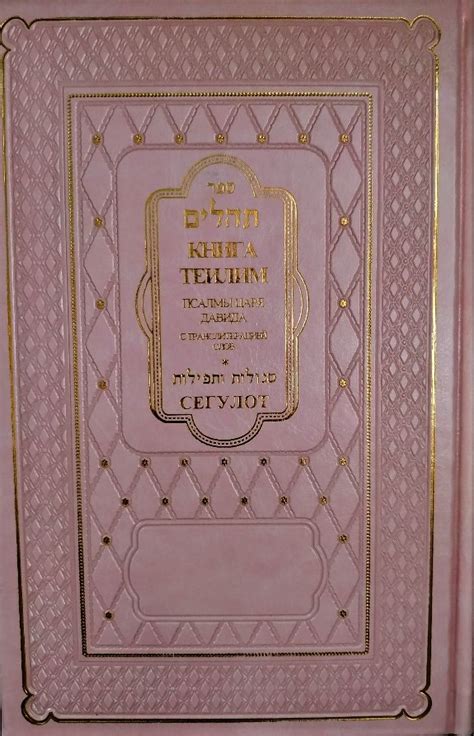 ספר
תהלים
КНИГА
ТЕИЛИМ
ПСАЛМЫ ЦАРЯ
ДАВИДА
С ТРАНСЛИТЕРАЦИЕЙ
СЛОВ
*
סגולות ותפילות
СЕГУЛОТ